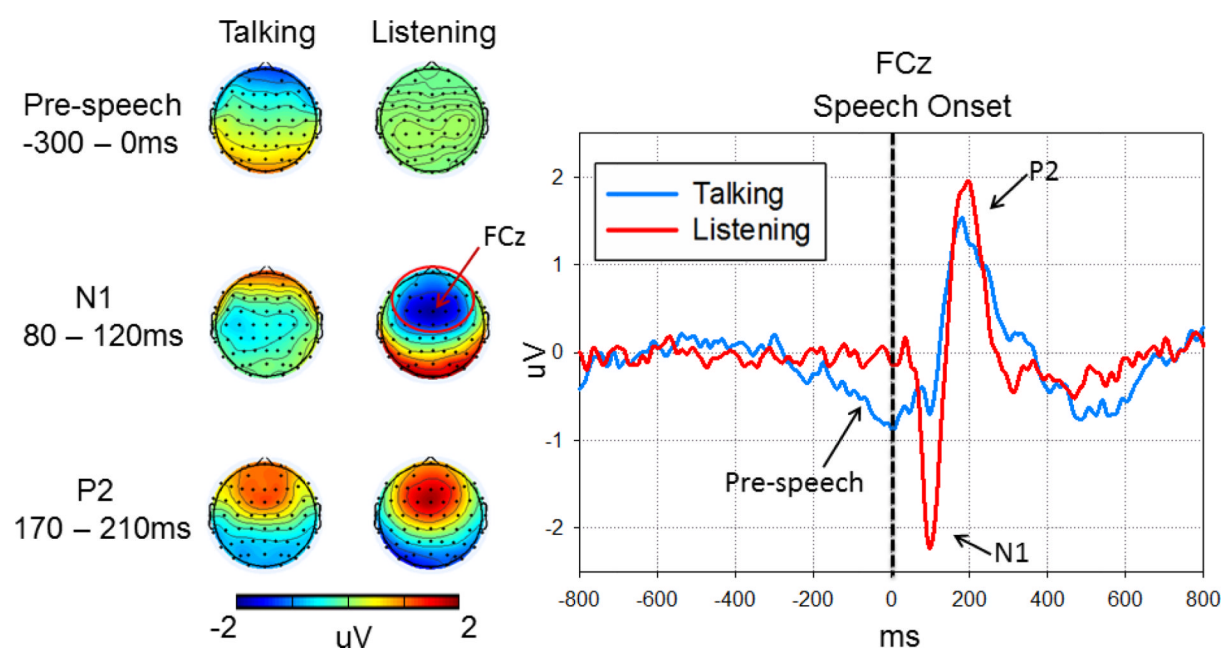 Talking Listening
Pre-speech
-300 – 0ms
FCz
N1
80 – 120ms
P2
170 – 210ms
-2 uV 2
FCz
Speech Onset
Talking
Listening
P2
Pre-speech
N1
uV
2
1
0
-1
-2
-800 -600 -400 -200 0 200 400 600 800
ms